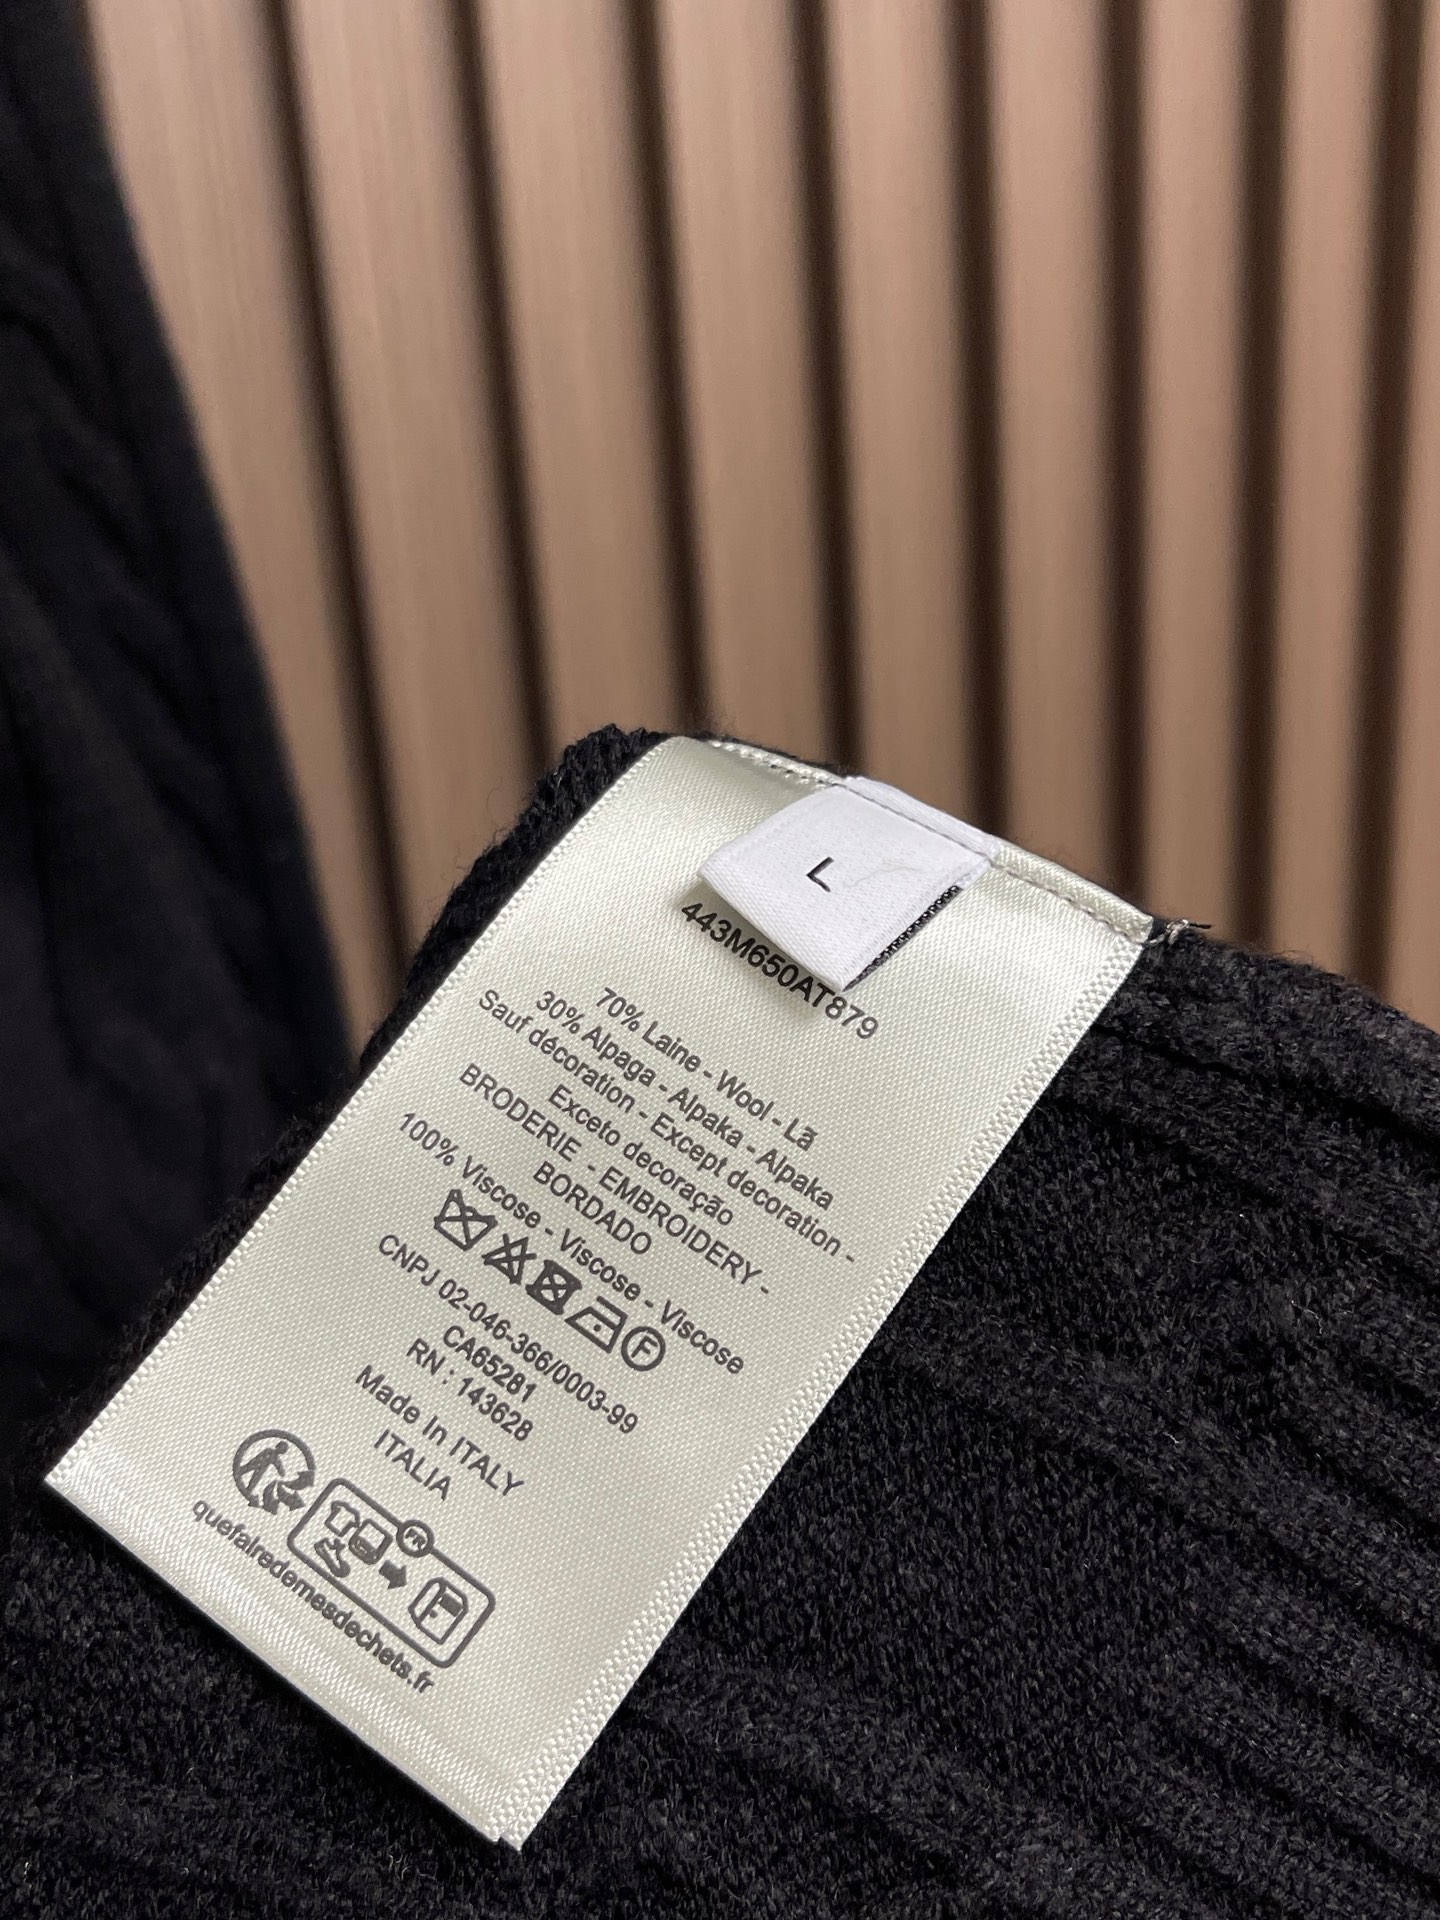 L
443M650AT879
70% Laine - Wool - Lã
30% Alpaga - Alpaka - Alpaka
Sauf décoration - Except decoration -
Exceto decoração
BRODERIE - EMBROIDERY -
BORDADO
100% Viscose - Viscose - Viscose
F
CNPJ 02-046-366/0003-99
CA65281
RN : 143628
Made In ITALY
ITALIA
FR
quefairedemesdechets.fr